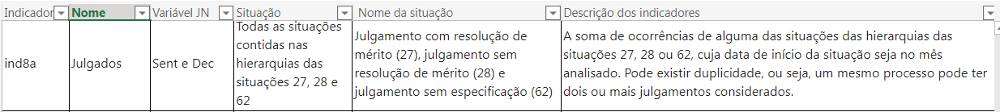 Indicador Nome Variável JN Situação Nome da situação Descrição dos indicadores
ind8a
Julgados
Sent e Dec
Todas as situações
contidas nas
hierarquias das
situações 27, 28 e
62
Julgamento com resolução de
mérito (27), julgamento sem
resolução de mérito (28) e
julgamento sem especificação (62)
A soma de ocorrências de alguma das situações das hierarquias das
situações 27, 28 ou 62, cuja data de início da situação seja no mês
analisado. Pode existir duplicidade, ou seja, um mesmo processo pode ter
dois ou mais julgamentos considerados.